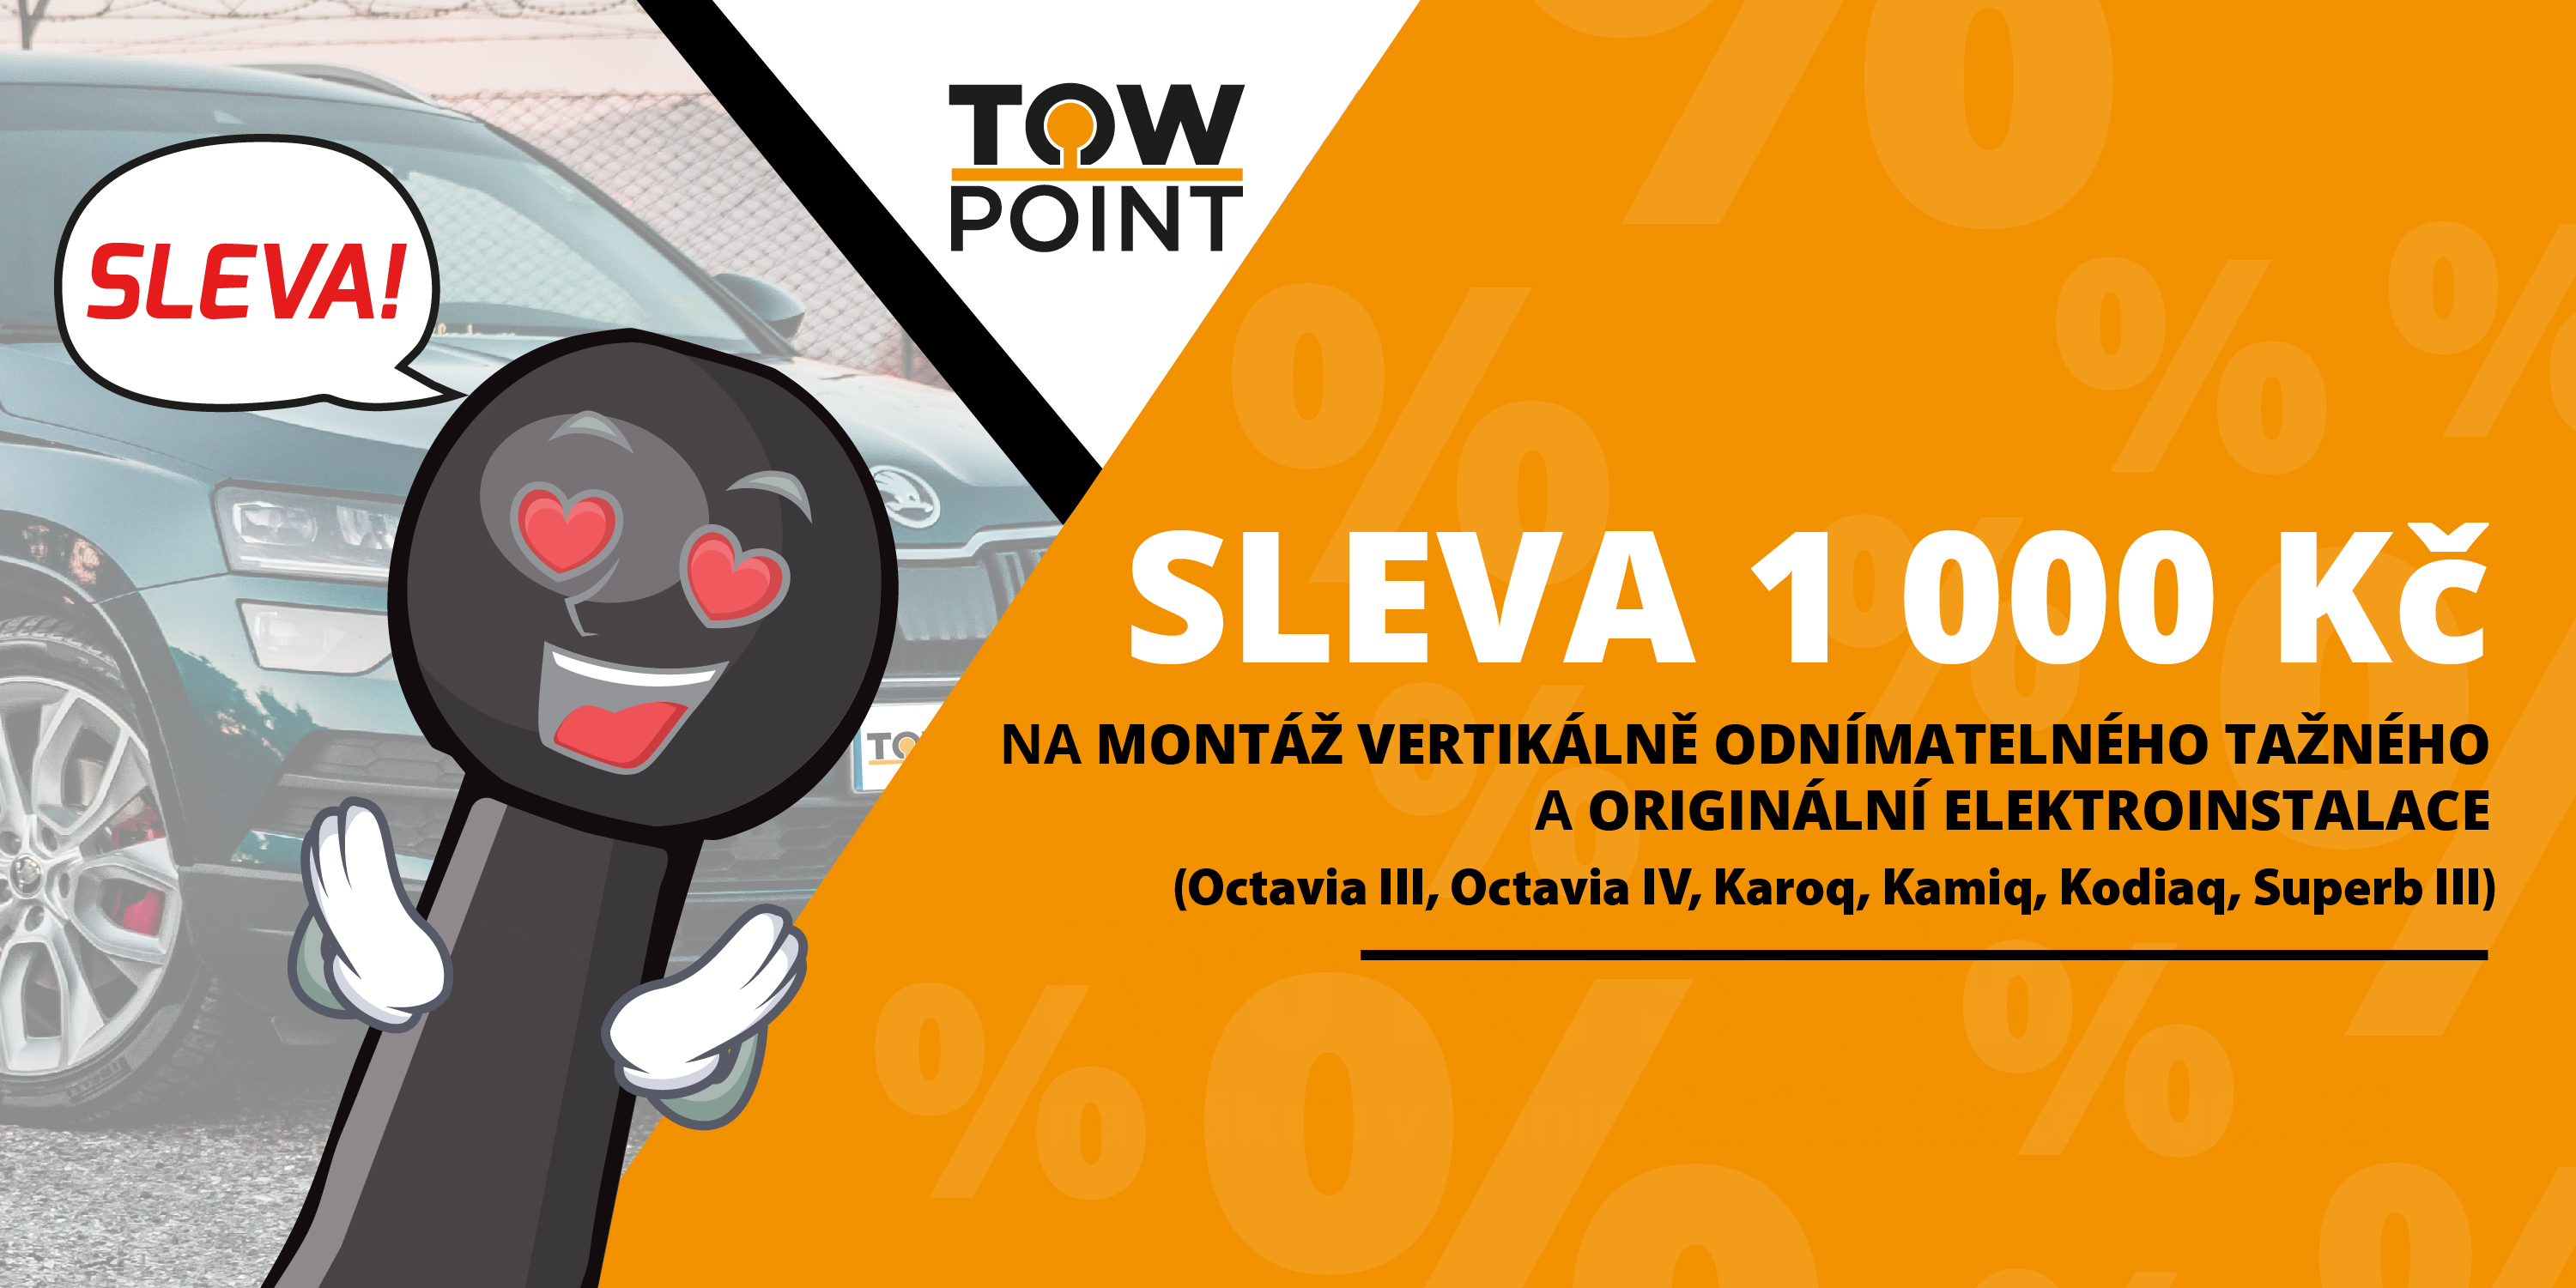 SLEVA!
TOW
POINT
SLEVA 1 000 Kč
NA MONTÁŽ VERTIKÁLNĚ ODNÍMATELNÉHO TAŽNÉHO
A ORIGINÁLNÍ ELEKTROINSTALACE
(Octavia III, Octavia IV, Karoq, Kamiq, Kodiaq, Superb III)